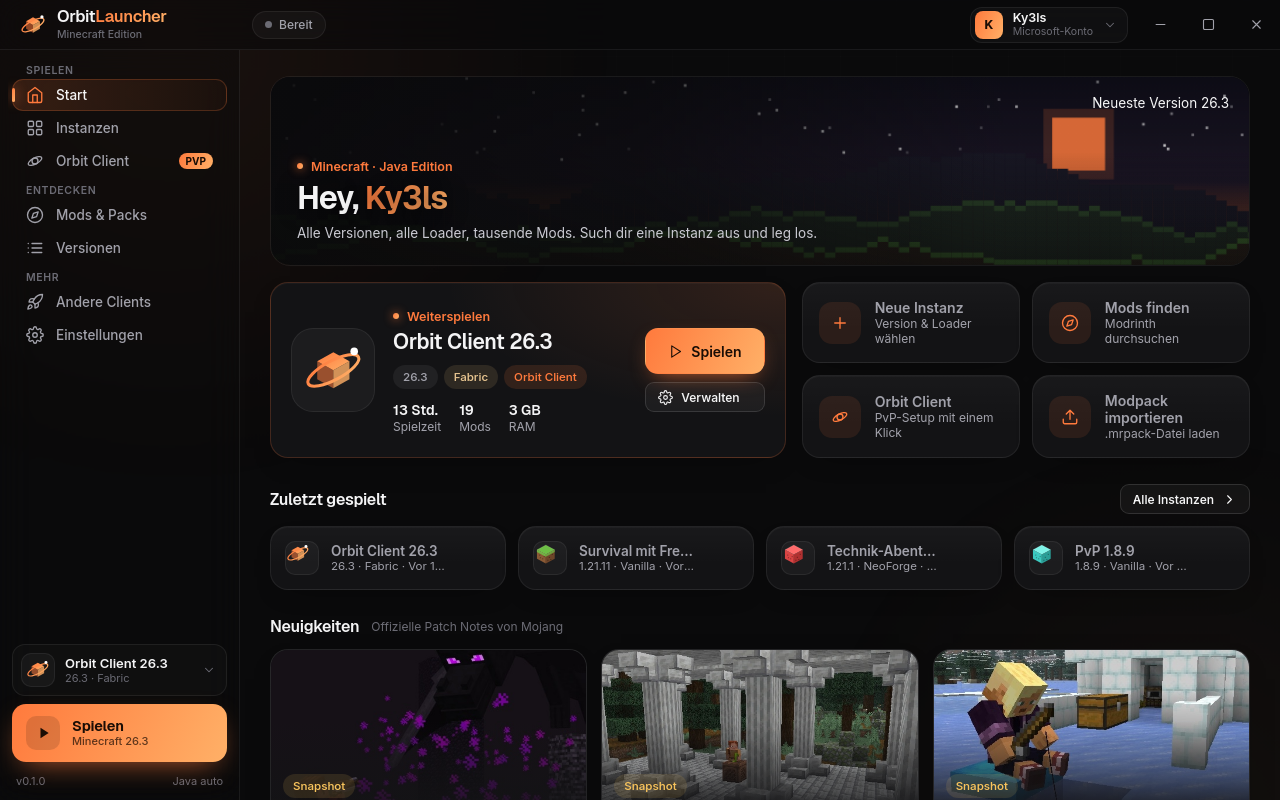 OrbitLauncher
Minecraft Edition
Bereit
K
Ky3ls
Microsoft-Konto
SPIELEN
Start
Instanzen
Orbit Client
PVP
ENTDECKEN
Mods & Packs
Versionen
MEHR
Andere Clients
Einstellungen
Orbit Client 26.3
26.3 · Fabric
Spielen
Minecraft 26.3
v0.1.0
Java auto
Neueste Version 26.3
Minecraft · Java Edition
Hey, Ky3ls
Alle Versionen, alle Loader, tausende Mods. Such dir eine Instanz aus und leg los.
Weiterspielen
Orbit Client 26.3
26.3
Fabric
Orbit Client
13 Std.
Spielzeit
19
Mods
3 GB
RAM
Spielen
Verwalten
Neue Instanz
Version & Loader
wählen
Mods finden
Modrinth
durchsuchen
Orbit Client
PvP-Setup mit einem
Klick
Modpack
importieren
.mrpack-Datei laden
Zuletzt gespielt
Alle Instanzen
Orbit Client 26.3
26.3 · Fabric · Vor 1...
Survival mit Fre...
1.21.11 · Vanilla · Vor...
Technik-Abent...
1.21.1 · NeoForge · ...
PvP 1.8.9
1.8.9 · Vanilla · Vor ...
Neuigkeiten
Offizielle Patch Notes von Mojang
Snapshot
Snapshot
Snapshot